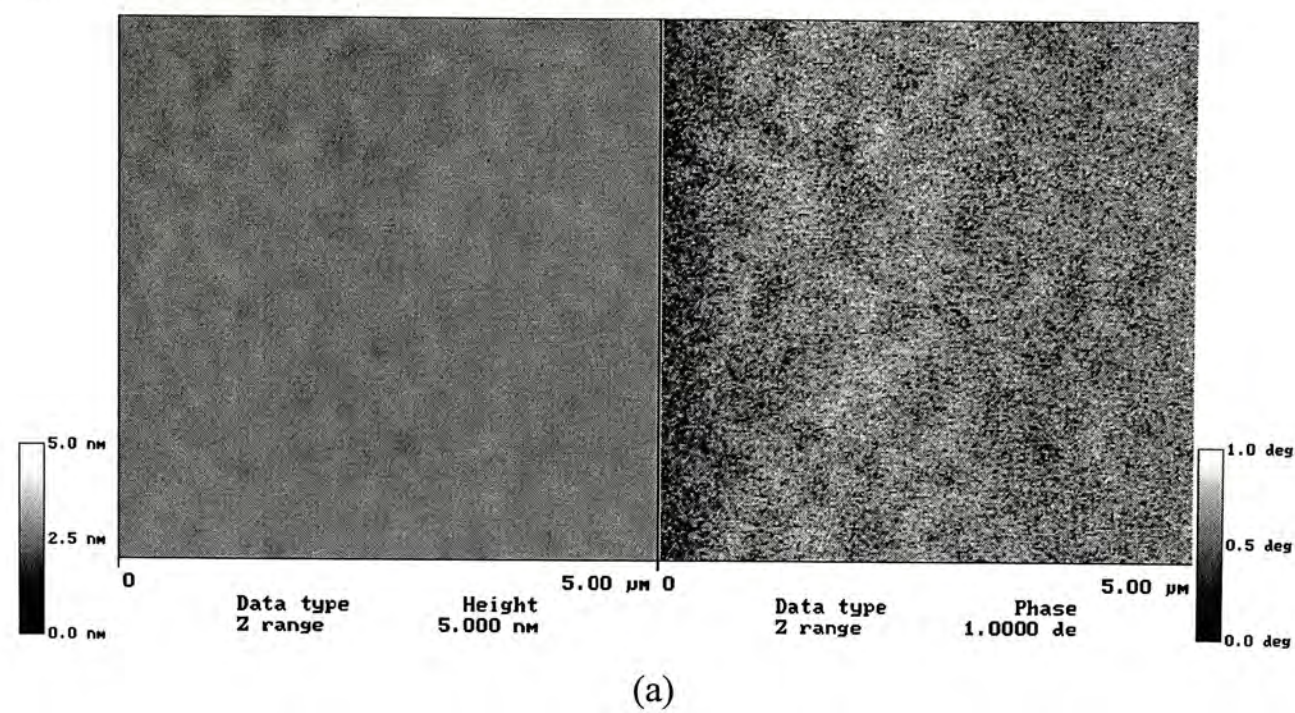 5.0 nm
2.5 nm
0.0 nm
0 5.00 µm
Data type Height
Z range 5.000 nm
0 5.00 µm
Data type Phase
Z range 1.0000 de
1.0 deg
0.5 deg
0.0 deg
(a)